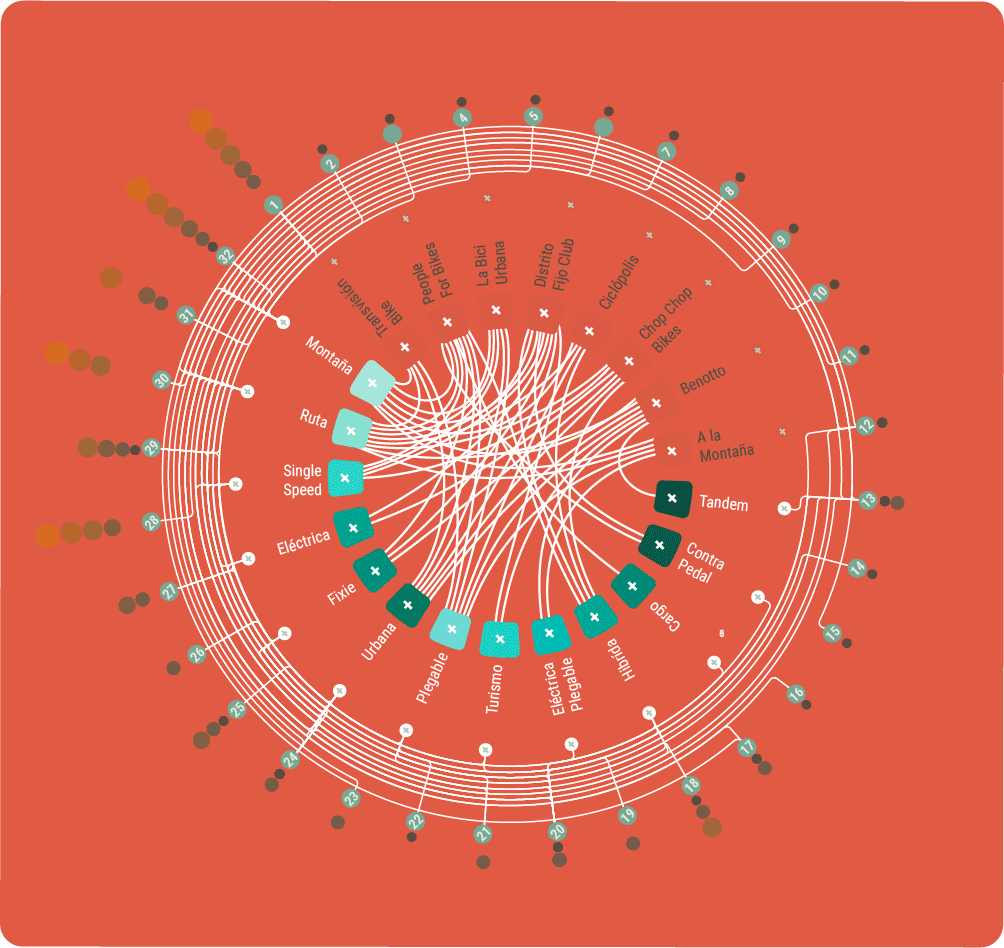 1
2
4
5
7
8
9
10
11
12
13
14
15
16
17
18
19
20
21
22
23
24
25
26
27
28
29
30
31
32
Transvisión
Bike
People
For Bikes
La Bici
Urbana
Distrito
Fijo Club
Ciclópolis
Chop Chop
Bikes
Benotto
A la
Montaña
Tandem
Contra
Pedal
Cargo
Híbrida
Eléctrica
Plegable
Turismo
Plegable
Urbana
Fixie
Eléctrica
Single
Speed
Ruta
Montaña